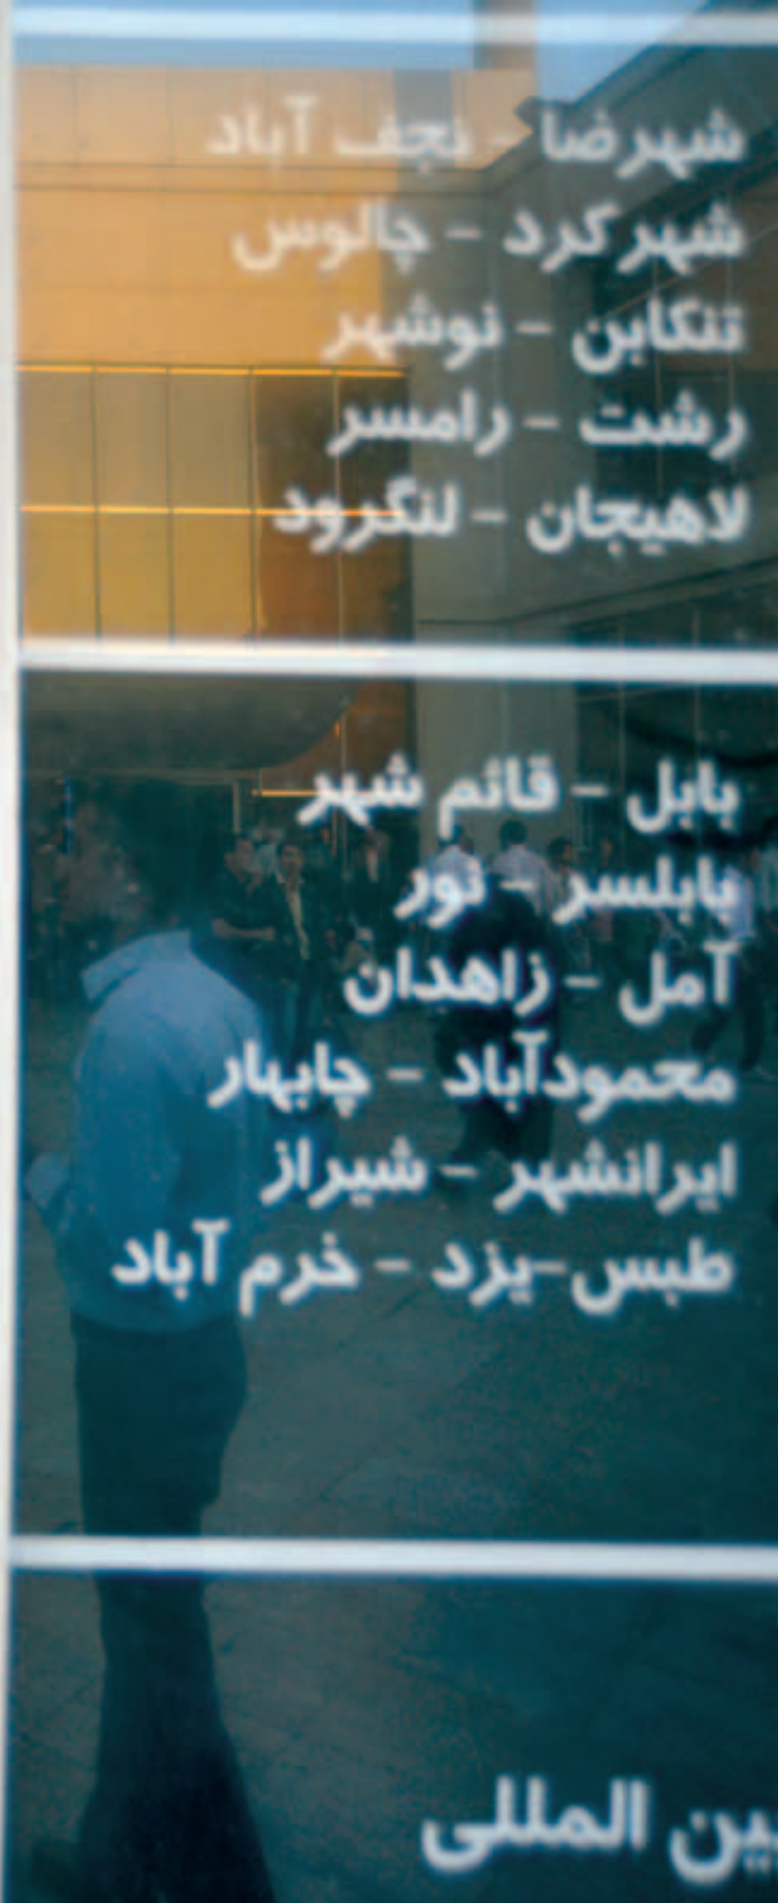 شهرضا - نجف آباد
شهرکرد - چالوس
تنکابن - نوشهر
رشت - رامسر
لاهیجان - لنگرود
بابل - قائم شهر
بابلسر - نور
آمل - زاهدان
محمودآباد - چابهار
ایرانشهر - شیراز
طبس-یزد - خرم آباد
ین المللی